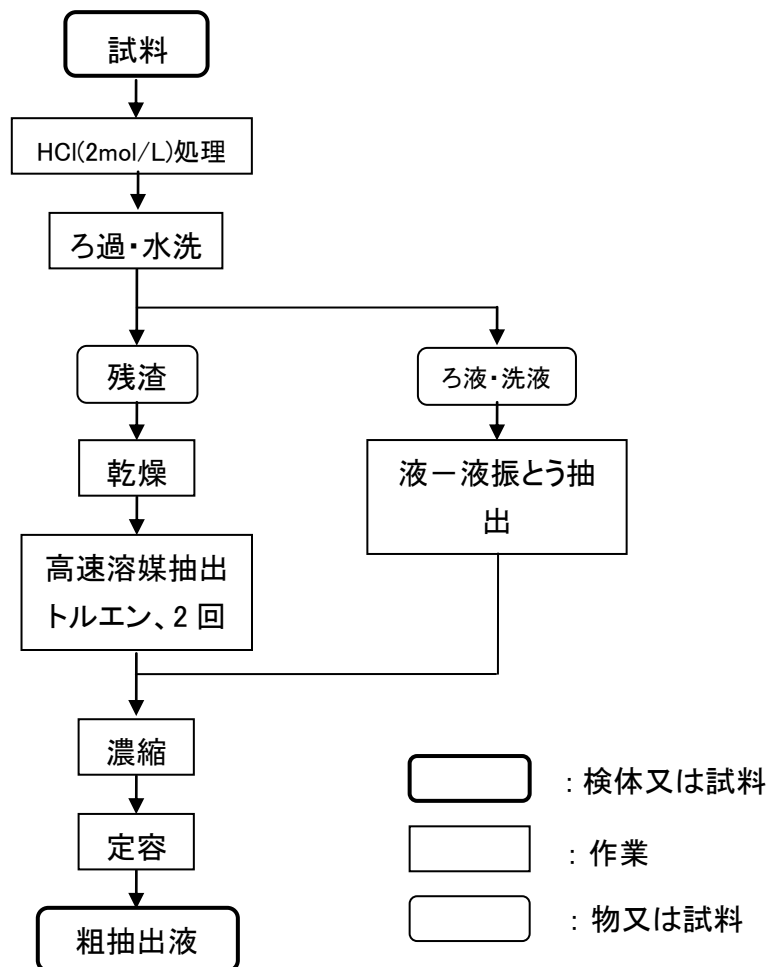 試料
HCl(2mol/L)処理
ろ過・水洗
残渣
ろ液・洗液
乾燥
液－液振とう抽
出
高速溶媒抽出
トルエン、2 回
濃縮
定容
粗抽出液
：検体又は試料
：作業
：物又は試料